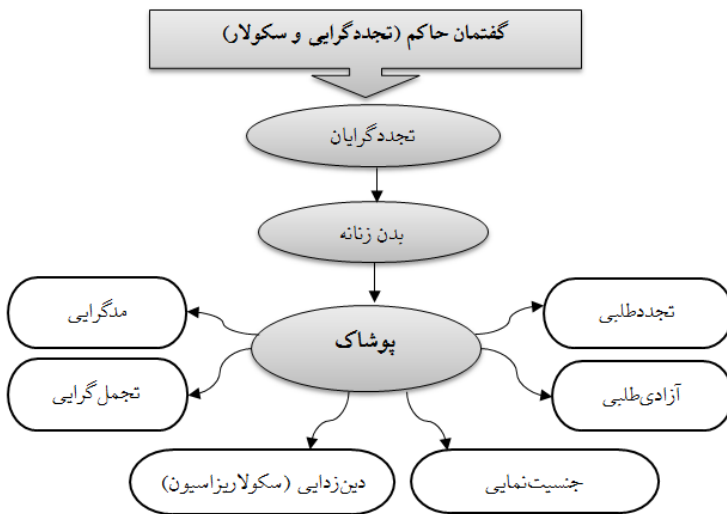 گفتمان حاکم (تجددگرایی و سکولار)
تجددگرایان
بدن زنانه
پوشاک
تجددطلبی
مدگرایی
آزادی‌طلبی
تجمل‌گرایی
جنسیت‌نمایی
دین‌زدایی (سکولاریزاسیون)